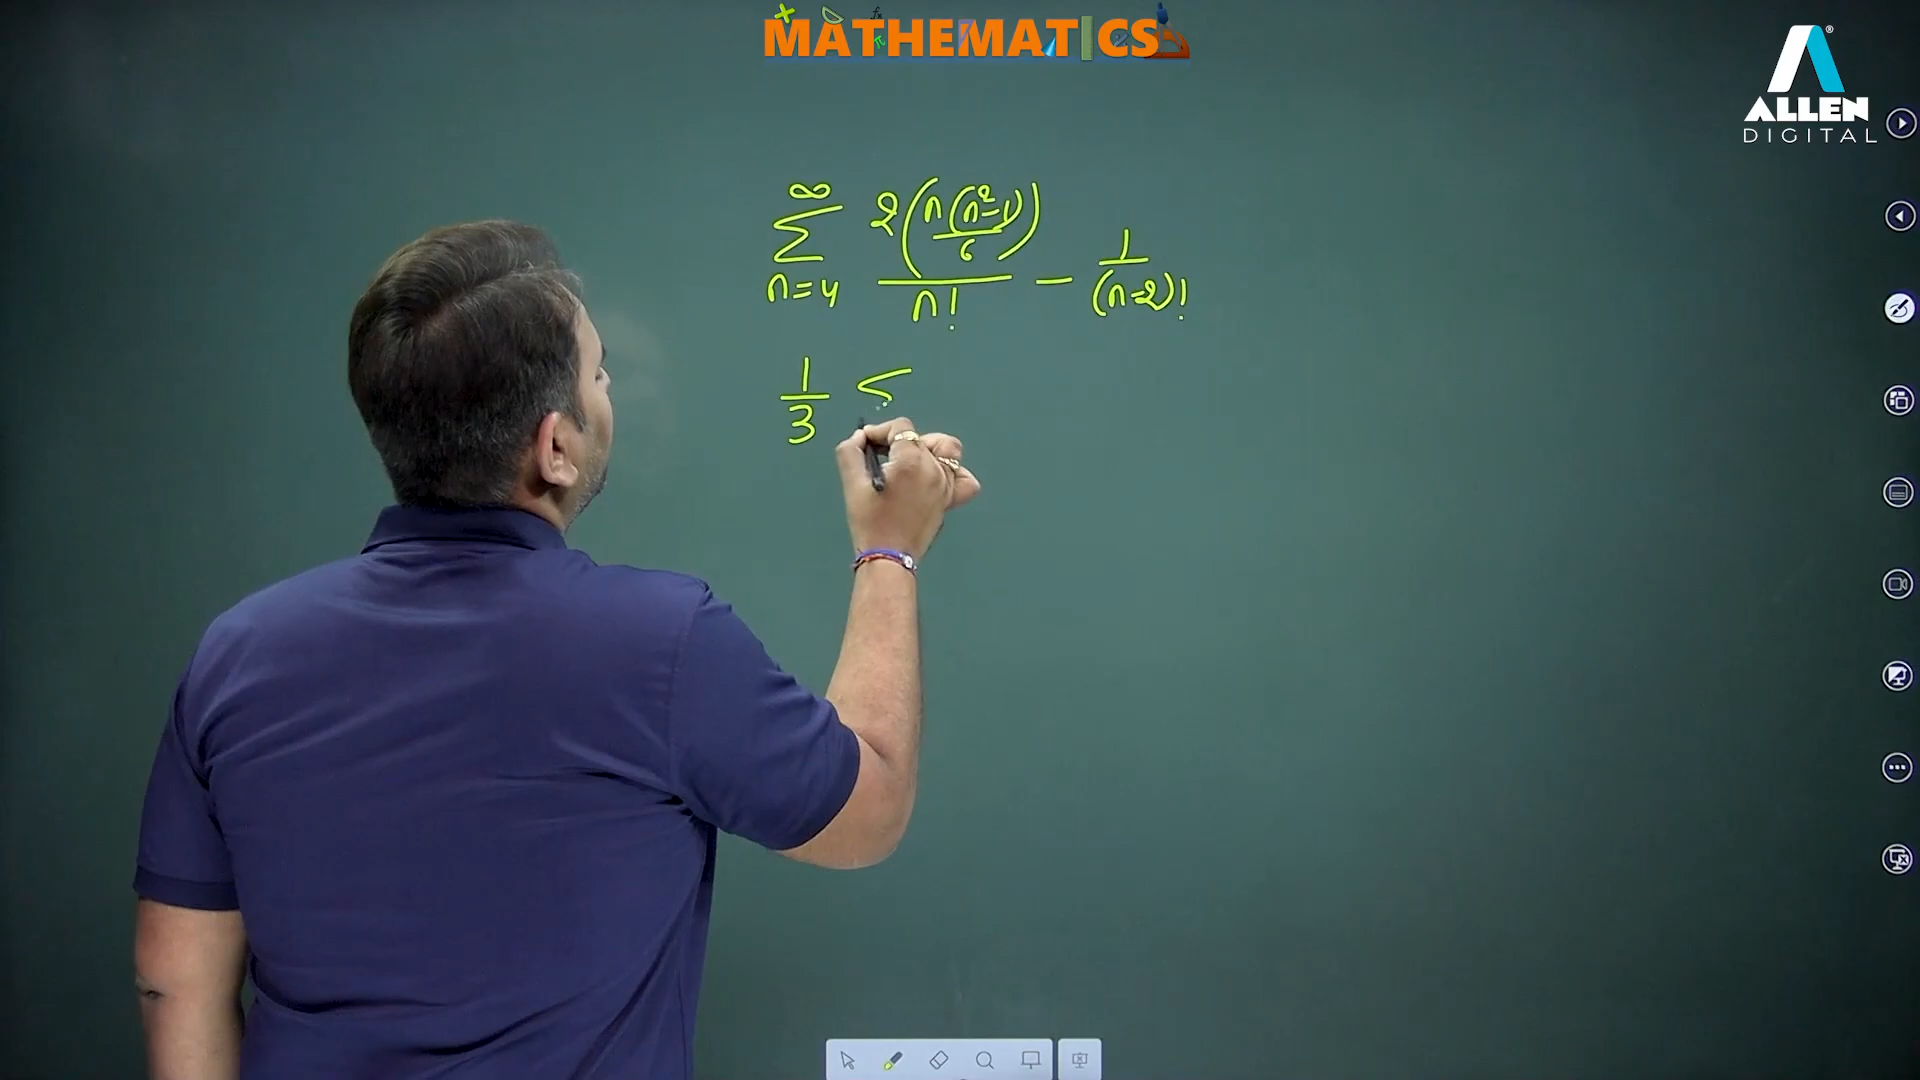 MATHEMATICS
ALLEN
DIGITAL
∞ Σ n=4 2(n(n²-1)/6)/n! - 1/(n-2)!
1/3